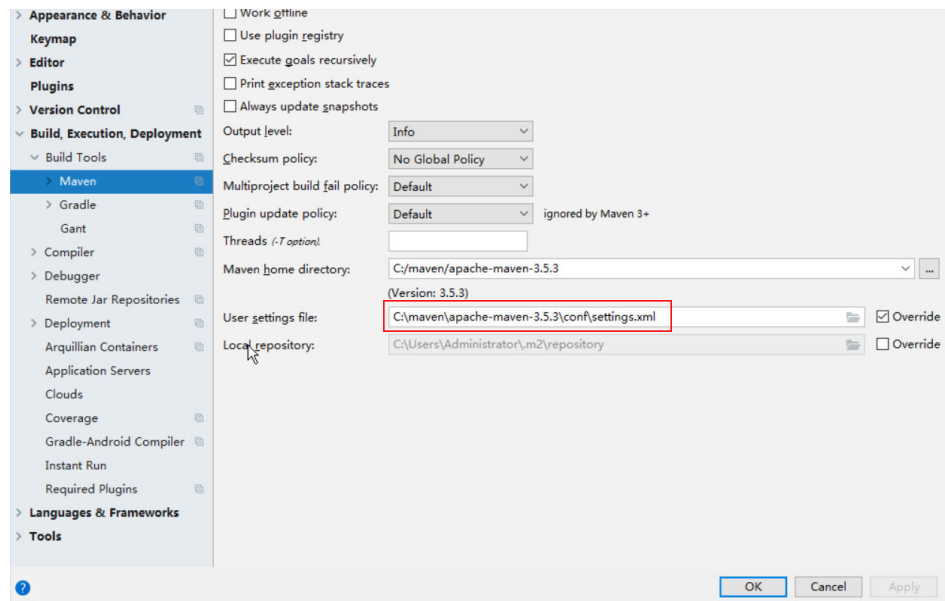 Appearance & Behavior
Keymap
Editor
Plugins
Version Control
Build, Execution, Deployment
Build Tools
Maven
Gradle
Gant
Compiler
Debugger
Remote Jar Repositories
Deployment
Arquillian Containers
Application Servers
Clouds
Coverage
Gradle-Android Compiler
Instant Run
Required Plugins
Languages & Frameworks
Tools
Work offline
Use plugin registry
Execute goals recursively
Print exception stack traces
Always update snapshots
Output level: Info
Checksum policy: No Global Policy
Multiproject build fail policy: Default
Plugin update policy: Default ignored by Maven 3+
Threads (-T option):
Maven home directory: C:/maven/apache-maven-3.5.3 ...
(Version: 3.5.3)
User settings file: C:\maven\apache-maven-3.5.3\conf\settings.xml Override
Local repository: C:\Users\Administrator\.m2\repository Override
? OK Cancel Apply